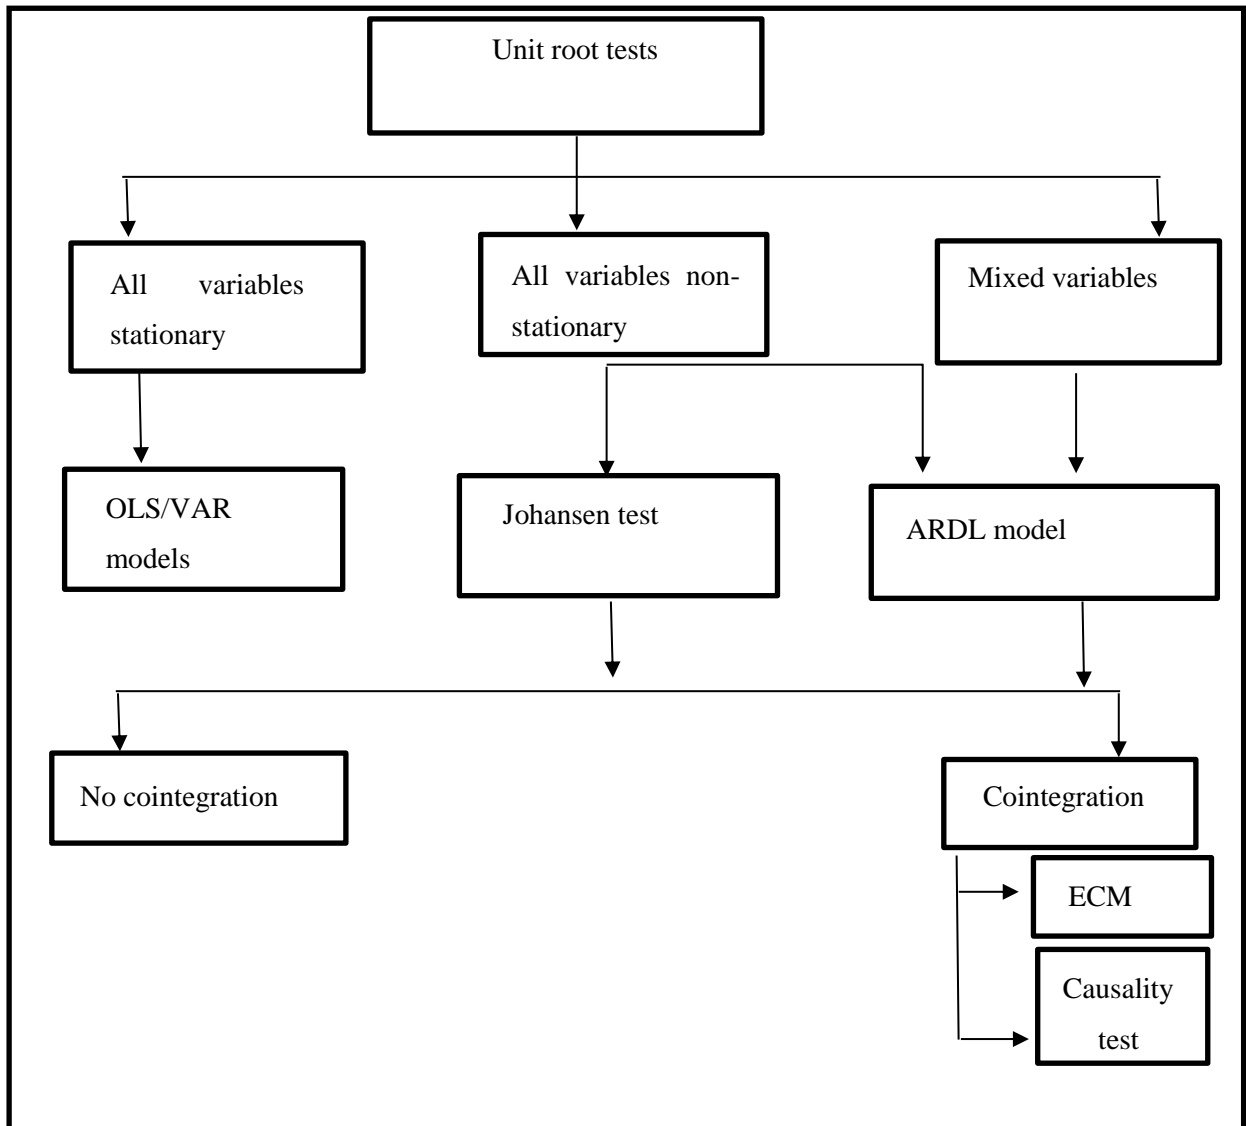 Unit root tests
All variables
stationary
All variables non-
stationary
Mixed variables
OLS/VAR
models
Johansen test
ARDL model
No cointegration
Cointegration
ECM
Causality
test